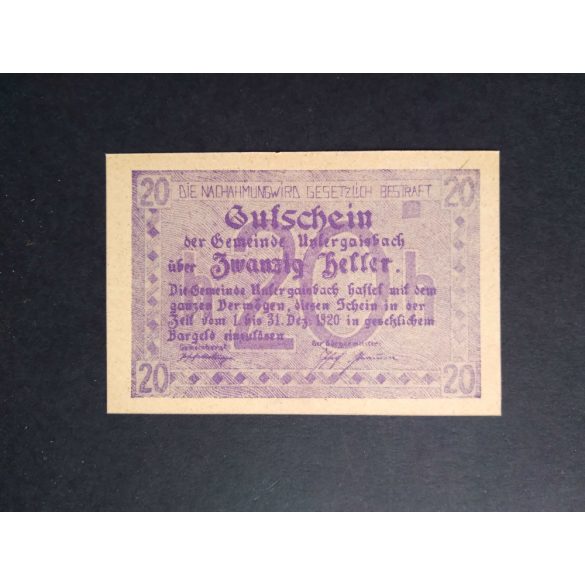 20 DIE NACHAHMUNG WIRD GESETZLICH BESTRAFT 20
Gutschein
der Gemeinde Untergaisbach
über Zwanzig Heller.
Die Gemeinde Untergaisbach haftet mit dem
ganzen Vermögen, diesen Schein in der
Zeit vom 1. bis 31. Dez. 1920 in gesetzlichem
Bargeld einzulösen.
Gemeinderat Der Bürgermeister
20 h
20 20